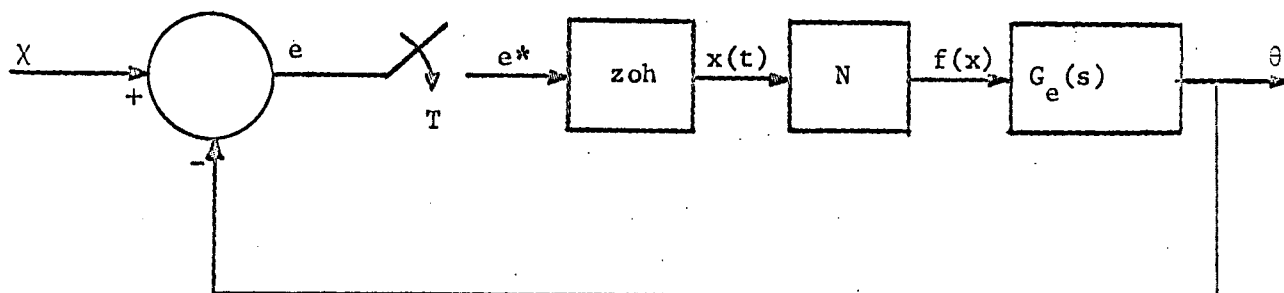 χ
+
-
e
T
e*
zoh
x(t)
N
f(x)
G_e(s)
θ